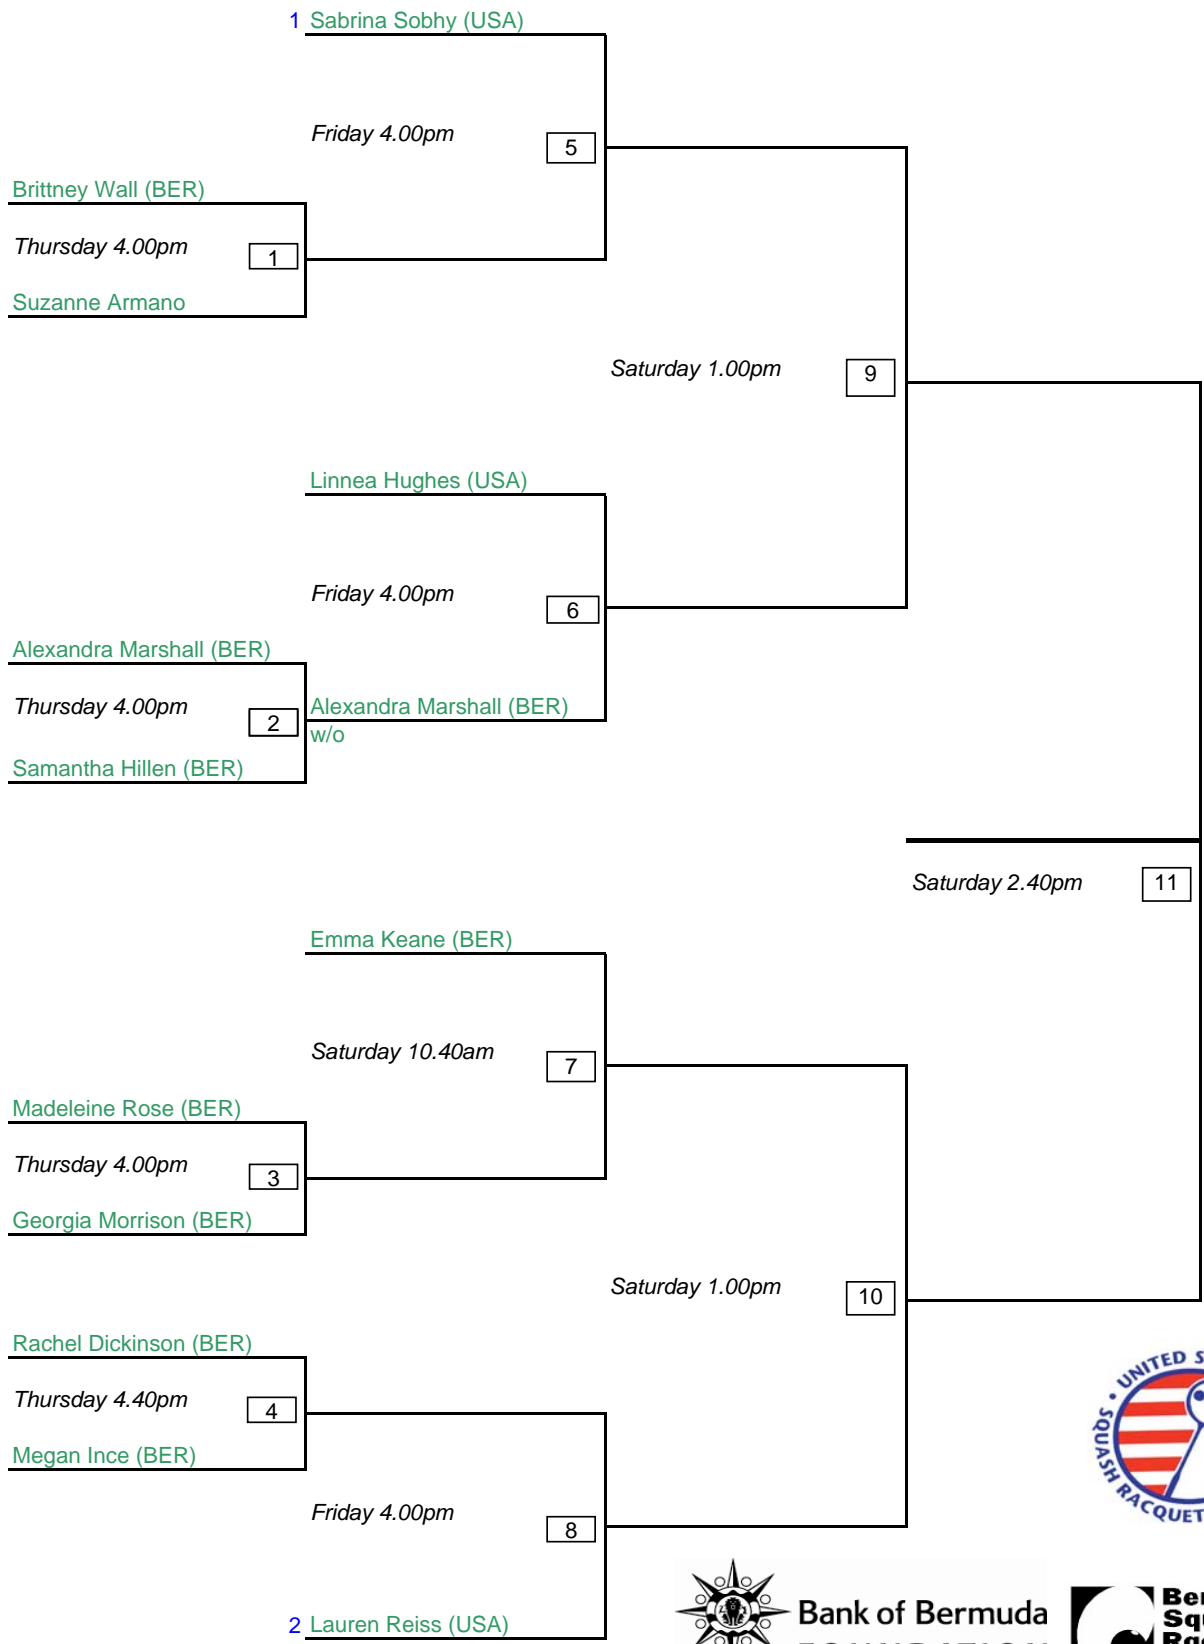 1 Sabrina Sobhy (USA)
Friday 4.00pm
5
Brittney Wall (BER)
Thursday 4.00pm
1
Suzanne Armano
Saturday 1.00pm
9
Linnea Hughes (USA)
Friday 4.00pm
6
Alexandra Marshall (BER)
Thursday 4.00pm
2
Alexandra Marshall (BER)
w/o
Samantha Hillen (BER)
Saturday 2.40pm
11
Emma Keane (BER)
Saturday 10.40am
7
Madeleine Rose (BER)
Thursday 4.00pm
3
Georgia Morrison (BER)
Saturday 1.00pm
10
Rachel Dickinson (BER)
Thursday 4.40pm
4
Megan Ince (BER)
Friday 4.00pm
8
2 Lauren Reiss (USA)
UNITED
SQUASH
Bank of Bermuda